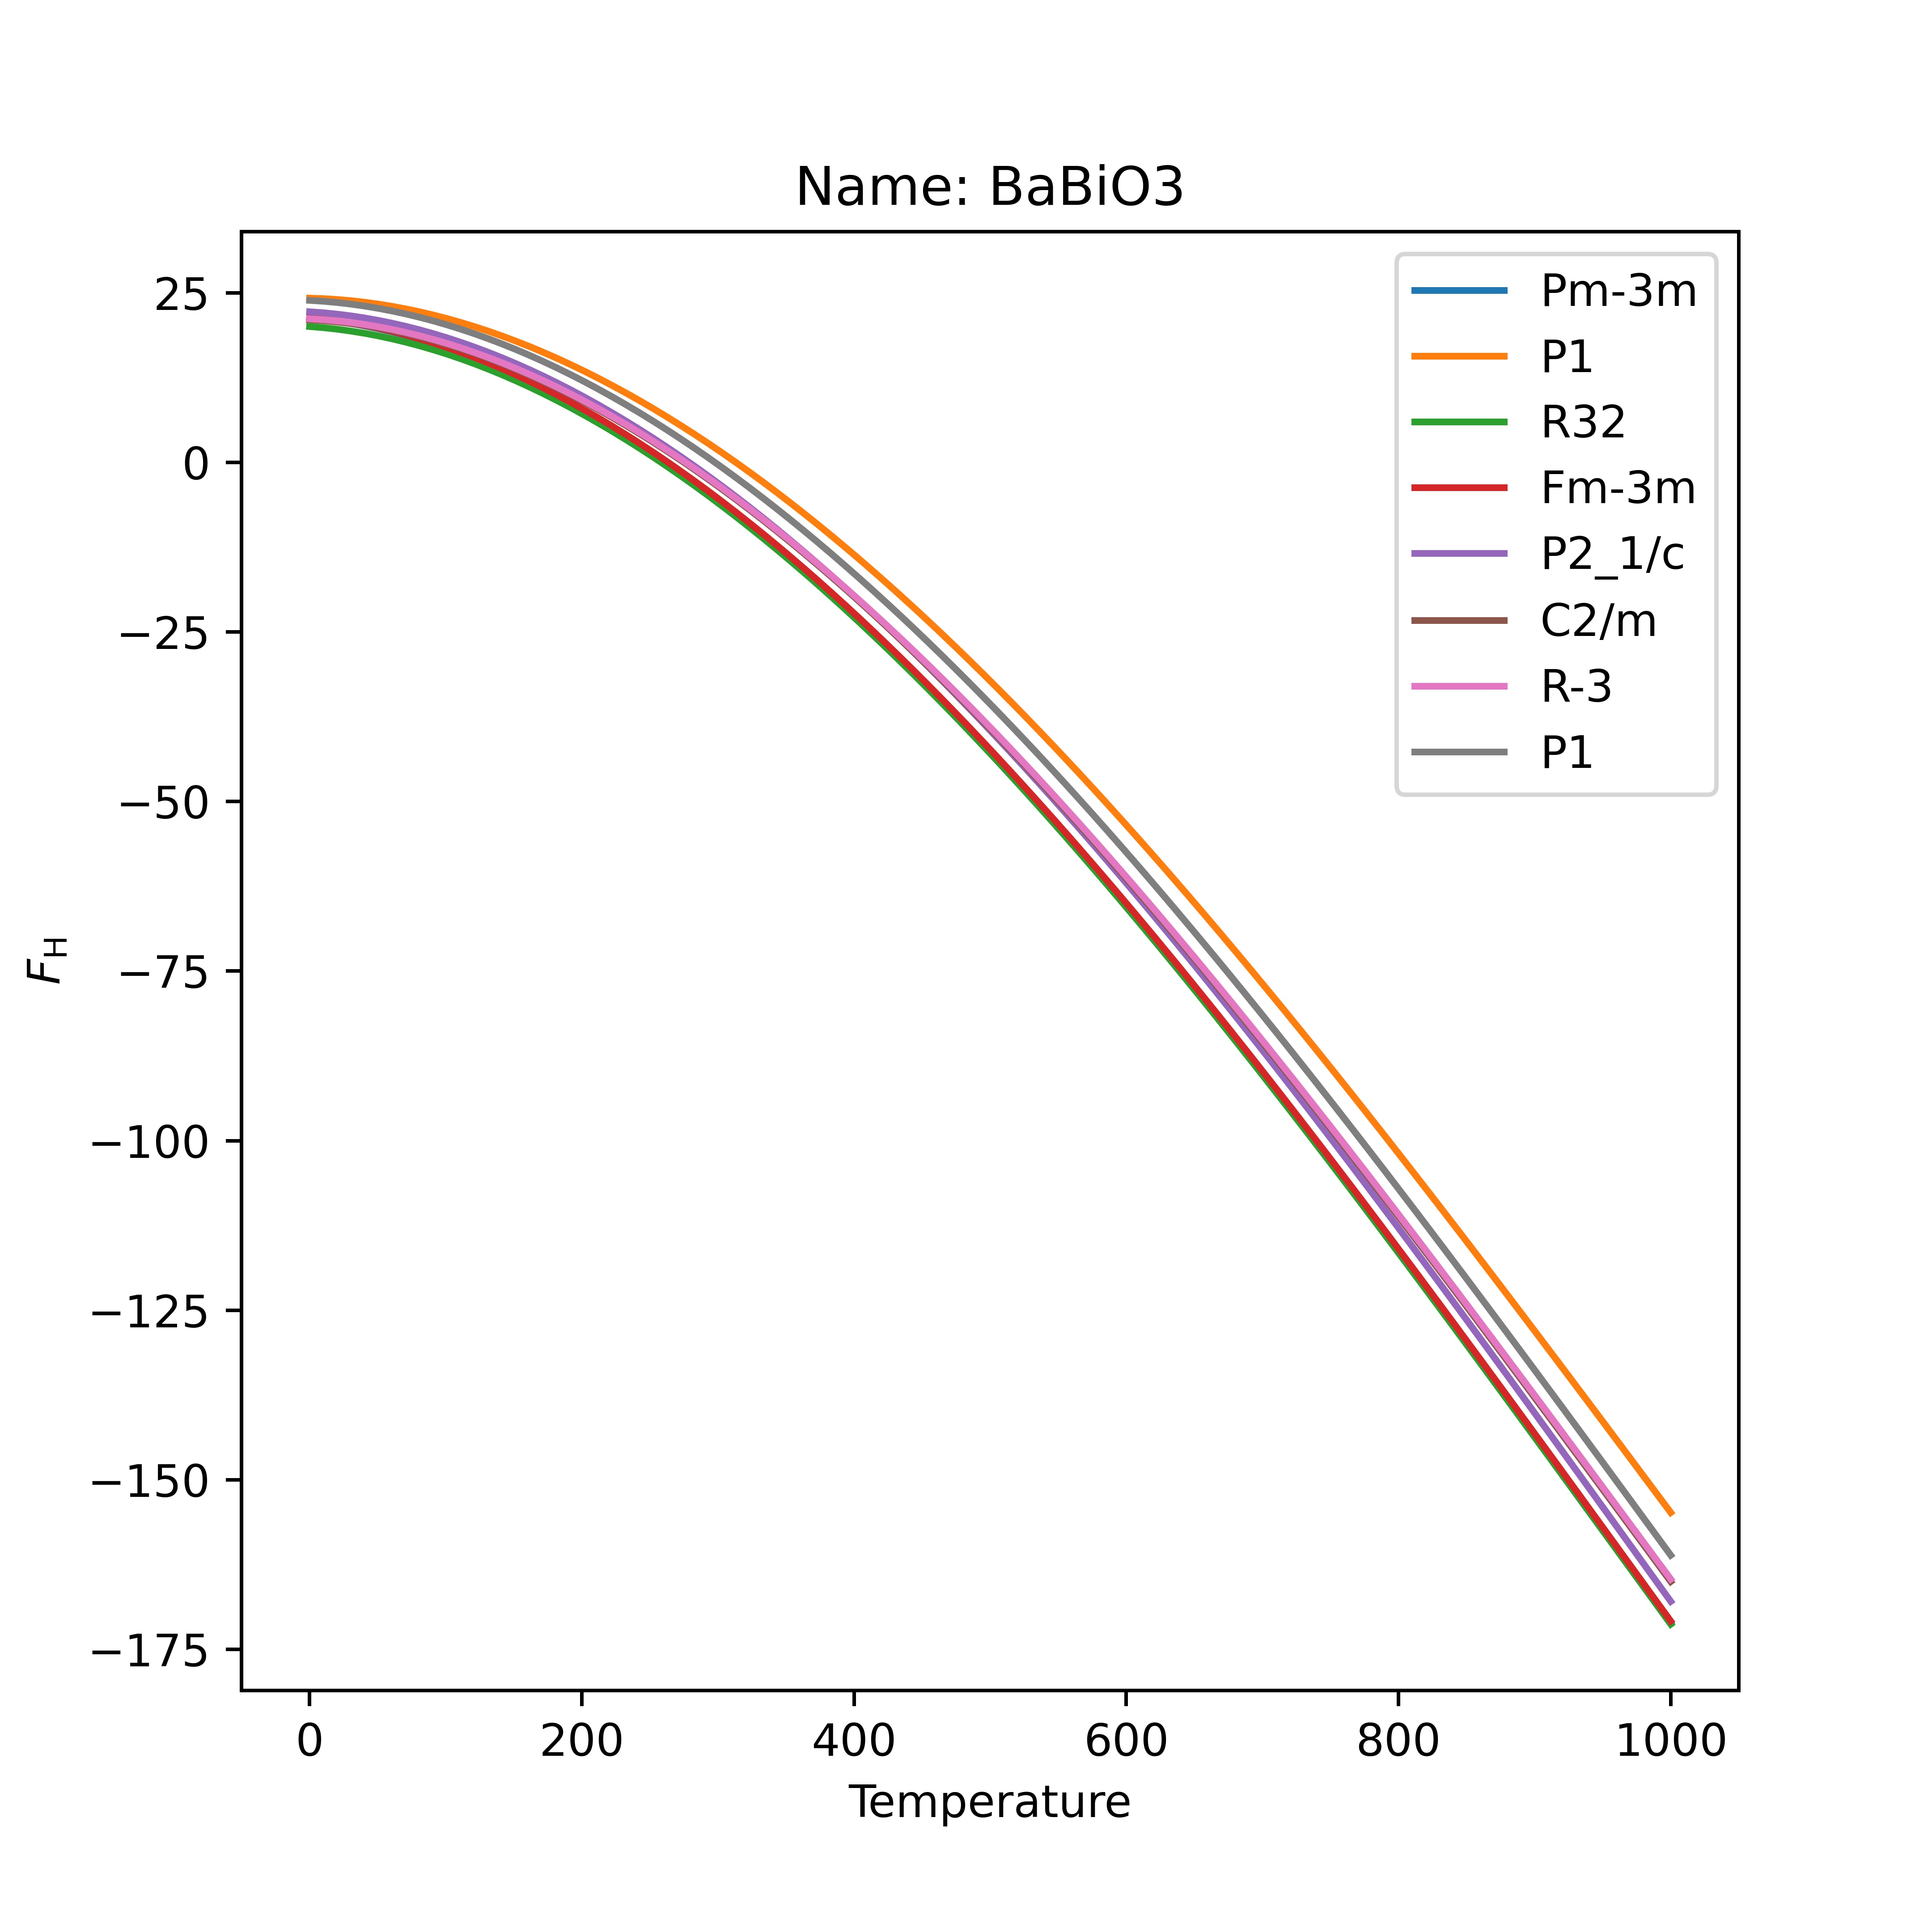 Name: BaBiO3
25
0
−25
−50
−75
−100
−125
−150
−175
F_H
0 200 400 600 800 1000
Temperature
Pm-3m
P1
R32
Fm-3m
P2_1/c
C2/m
R-3
P1